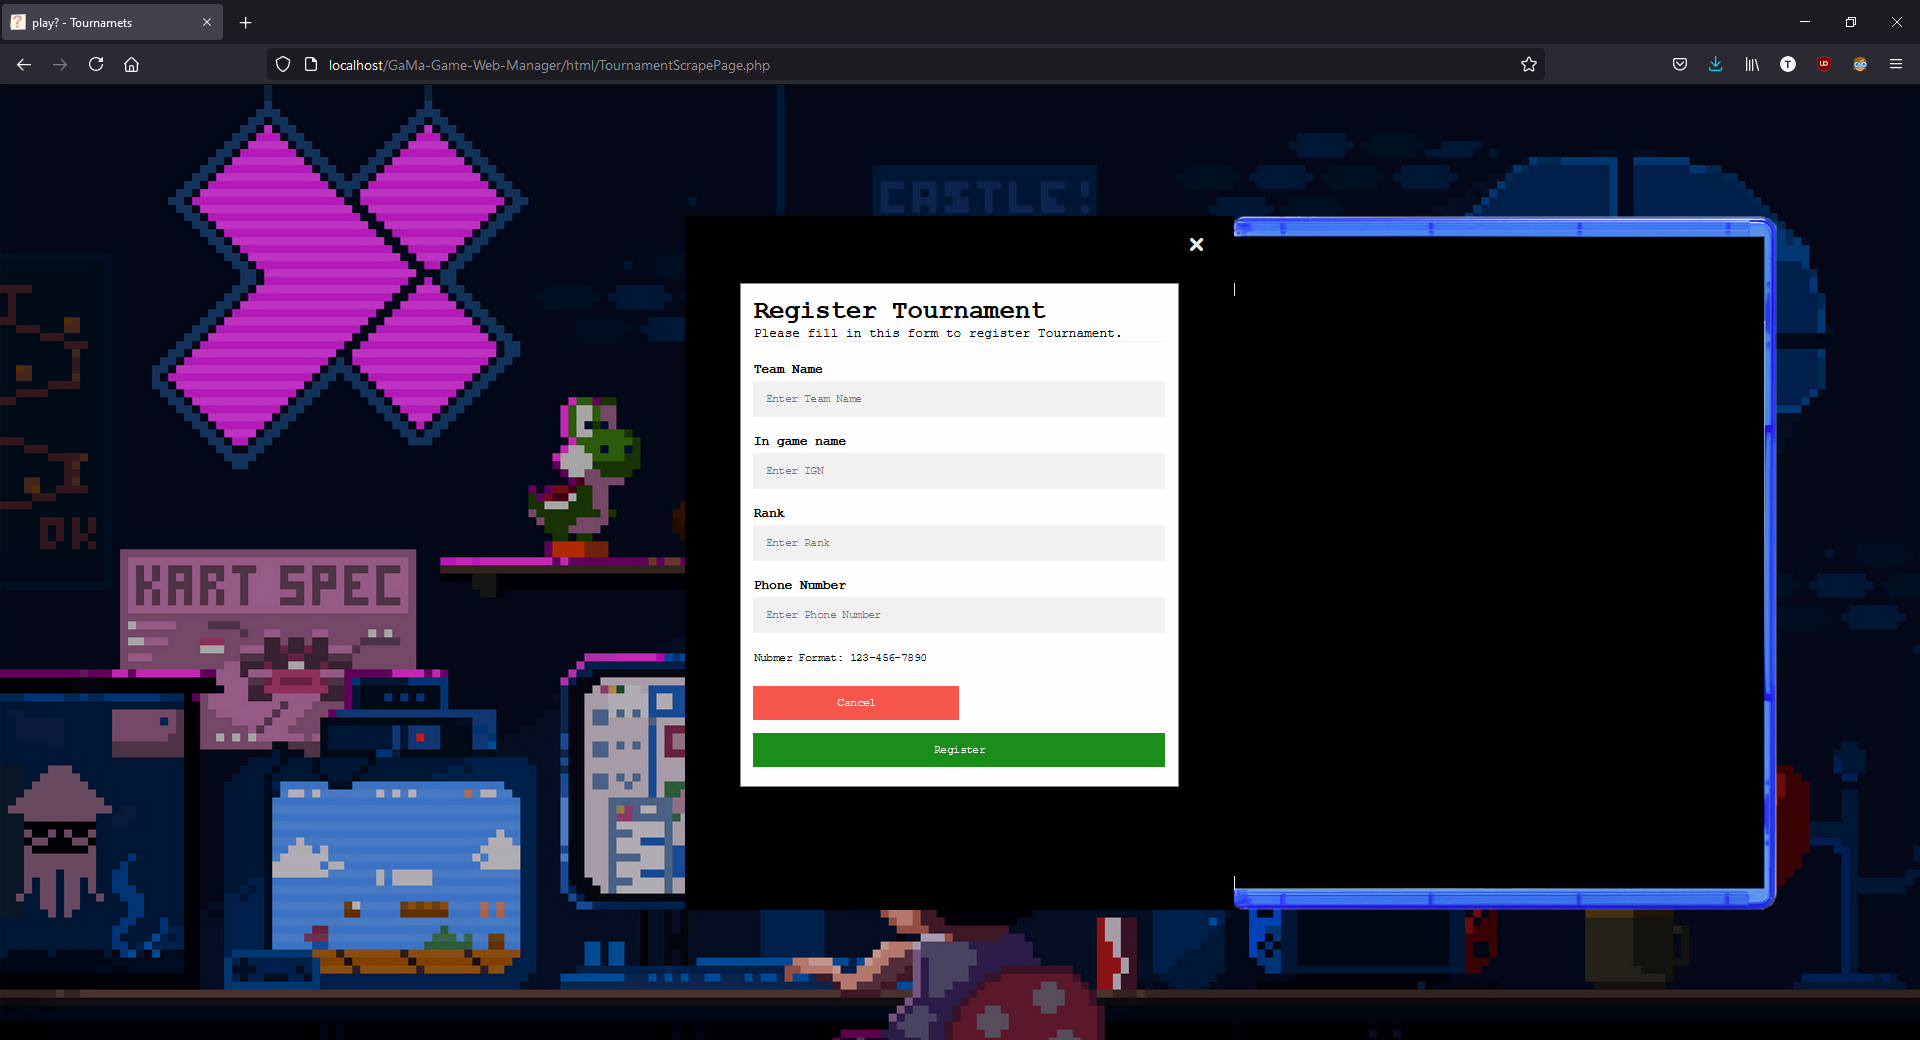 play? - Tournamets
localhost/GaMa-Game-Web-Manager/html/TournamentScrapePage.php
CASTLE!
Register Tournament
Please fill in this form to register Tournament.
Team Name
Enter Team Name
In game name
Enter IGN
Rank
Enter Rank
Phone Number
Enter Phone Number
Nubmer Format: 123-456-7890
Cancel
Register
DK
KART SPEC